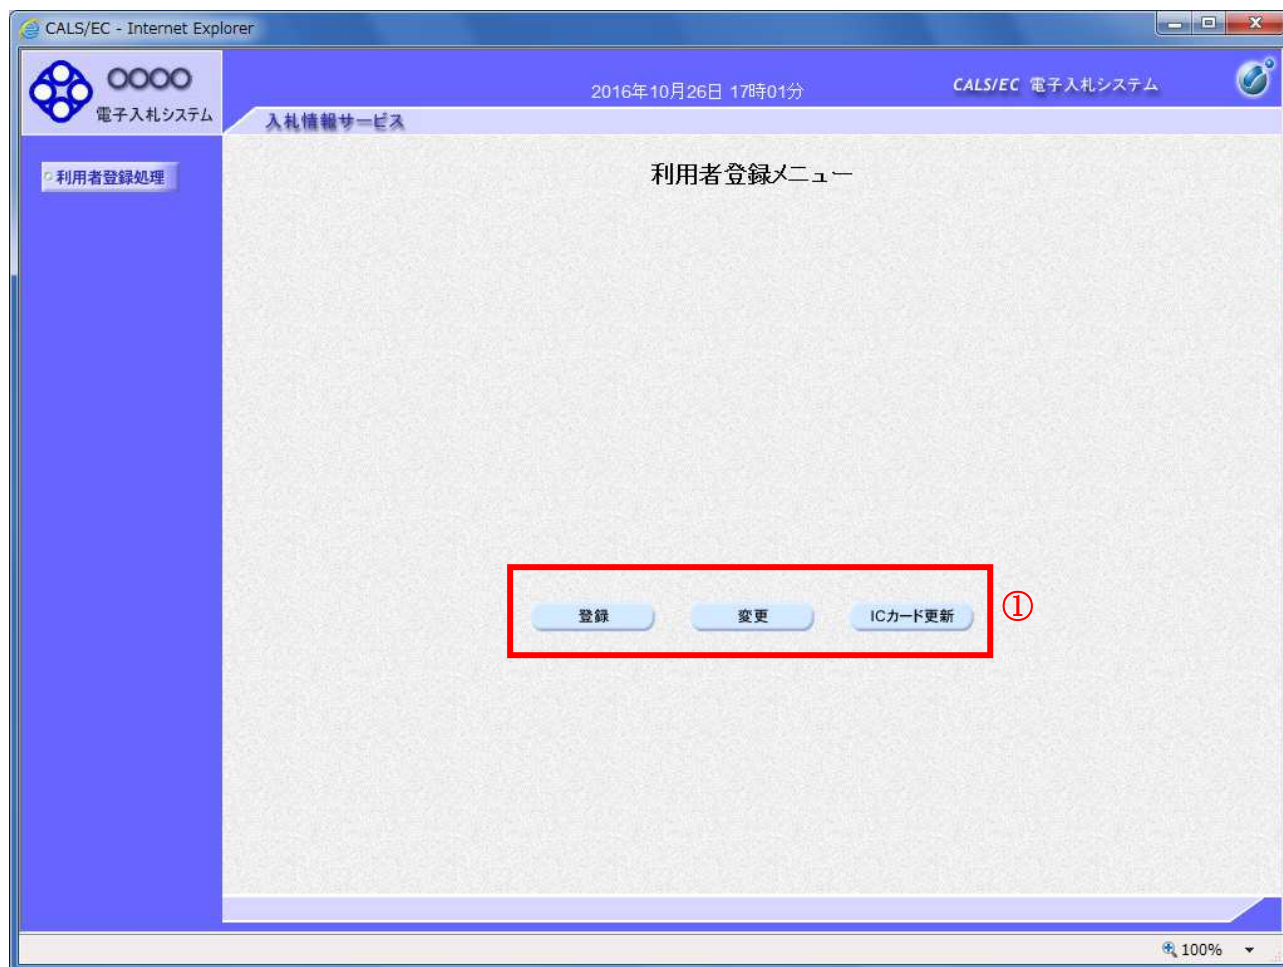 CALS/EC - Internet Explorer
○○○○
電子入札システム
2016年10月26日 17時01分
CALS/EC 電子入札システム
入札情報サービス
利用者登録処理
利用者登録メニュー
登録
変更
ICカード更新
①
100%